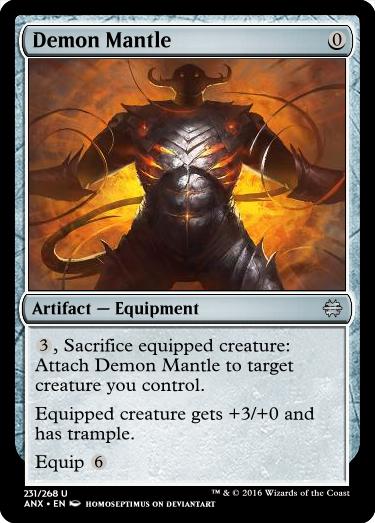 Demon Mantle 0
Artifact — Equipment
3, Sacrifice equipped creature:
Attach Demon Mantle to target
creature you control.
Equipped creature gets +3/+0 and
has trample.
Equip 6
231/268 U
ANX • EN HOMOSEPTIMUS ON DEVIANTART
™ & © 2016 Wizards of the Coast